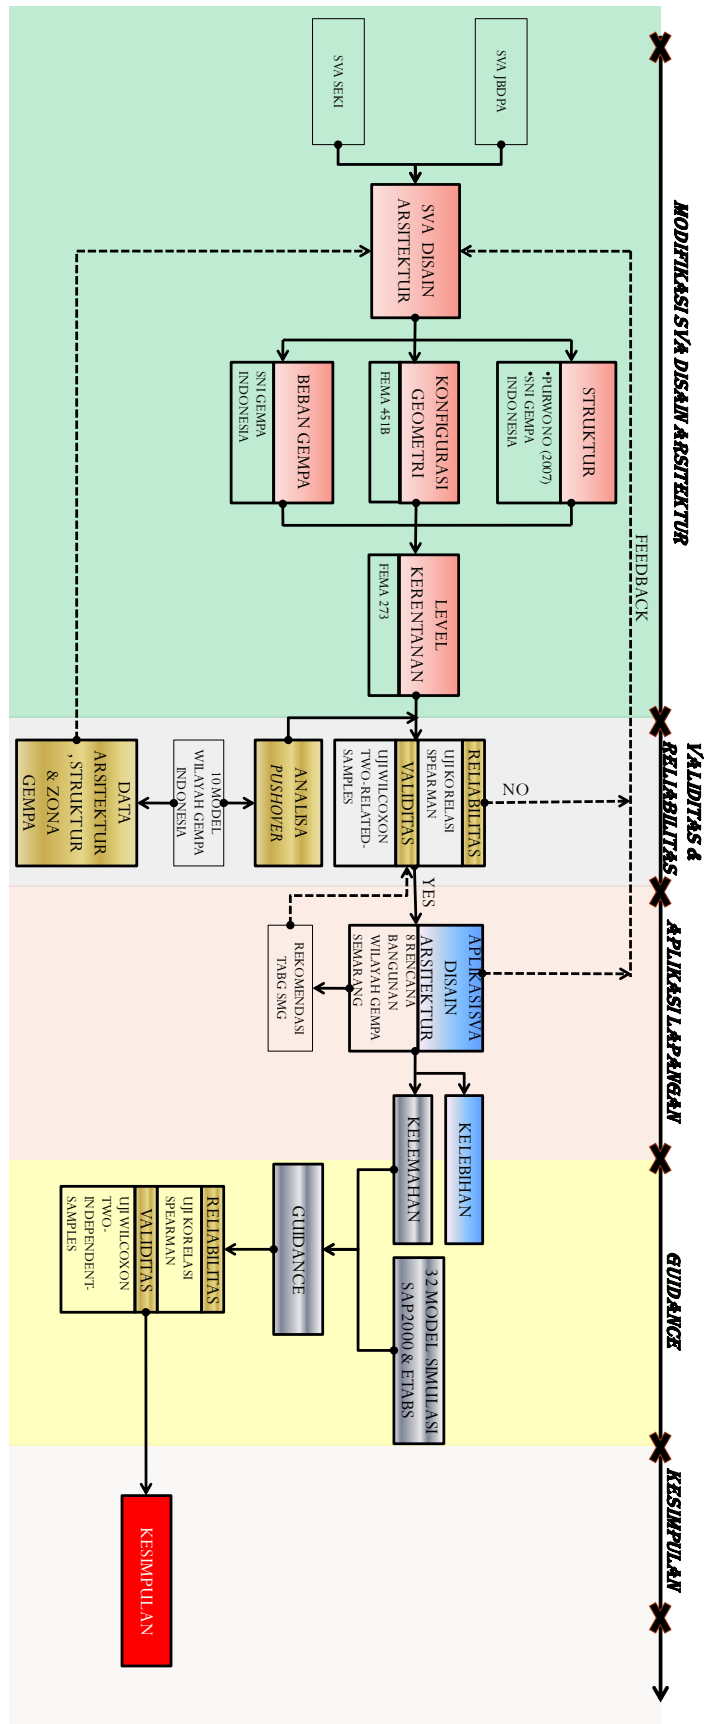 MODIFIKASI SVA DISAIN ARSITEKTUR
VALIDITAS &
RELIABILITAS
APLIKASI LAPANGAN
GUIDANCE
KESIMPULAN
SVA JBDPA
SVA SEKI
SVA DISAIN
ARSITEKTUR
STRUKTUR
•PURWONO (2007)
•SNI GEMPA
INDONESIA
KONFIGURASI
GEOMETRI
FEMA 451B
BEBAN GEMPA
SNI GEMPA
INDONESIA
LEVEL
KERENTANAN
FEMA 273
FEEDBACK
RELIABILITAS
UJI KORELASI
SPEARMAN
VALIDITAS
UJI WILCOXON
TWO-RELATED-
SAMPLES
NO
YES
ANALISA
PUSHOVER
10 MODEL
WILAYAH GEMPA
INDONESIA
DATA
ARSITEKTUR
, STRUKTUR
& ZONA
GEMPA
APLIKASI SVA
DISAIN
ARSITEKTUR
8 RENCANA
BANGUNAN
WILAYAH GEMPA
SEMARANG
REKOMENDASI
TABG SMG
KELEBIHAN
KELEMAHAN
32 MODEL SIMULASI
SAP2000 & ETABS
GUIDANCE
RELIABILITAS
UJI KORELASI
SPEARMAN
VALIDITAS
UJI WILCOXON
TWO-
INDEPENDENT-
SAMPLES
KESIMPULAN